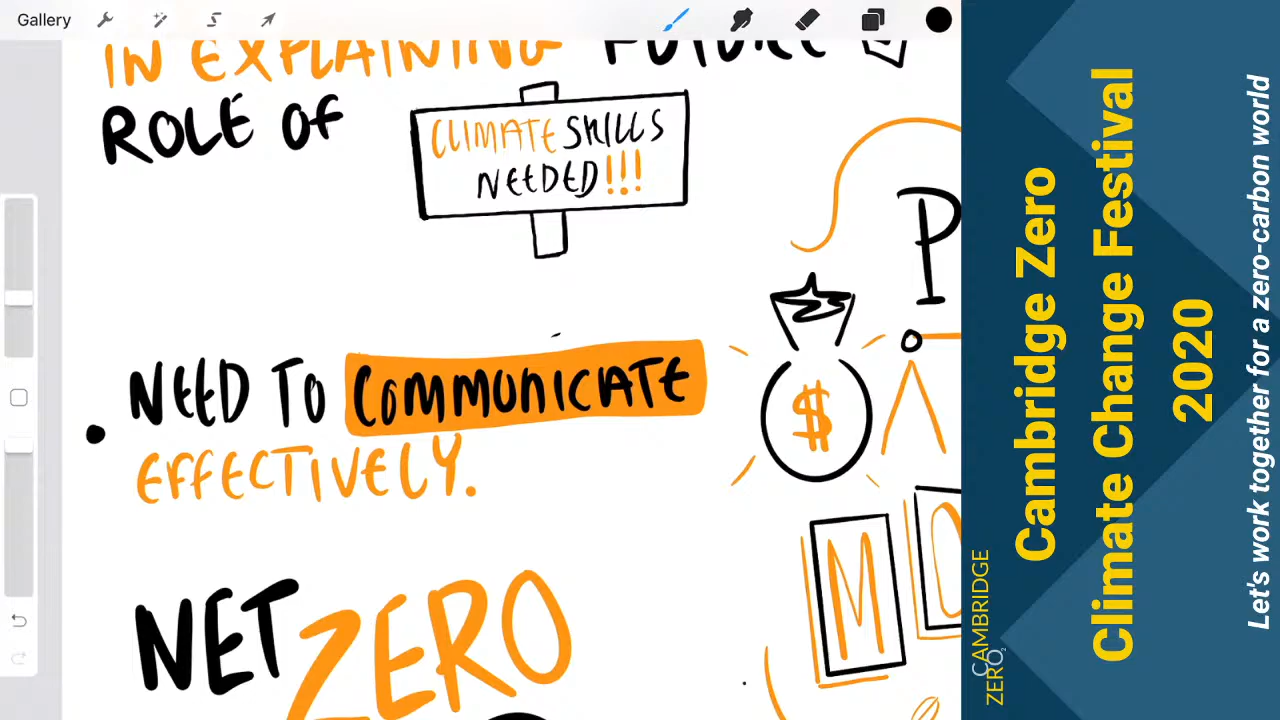 Gallery
IN EXPLAINING FUTURE
ROLE OF
CLIMATE SKILLS
NEEDED!!!
P
NEED TO COMMUNICATE
EFFECTIVELY.
$
M
O
NET ZERO
CAMBRIDGE
ZERO₂
Cambridge Zero
Climate Change Festival
2020
Let's work together for a zero-carbon world